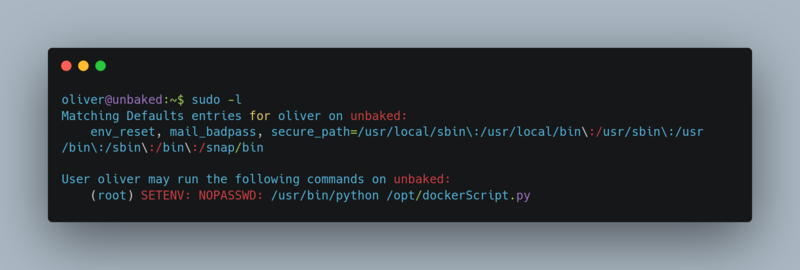 oliver@unbaked:~$ sudo -l
Matching Defaults entries for oliver on unbaked:
    env_reset, mail_badpass, secure_path=/usr/local/sbin\:/usr/local/bin\:/usr/sbin\:/usr
/bin\:/sbin\:/bin\:/snap/bin

User oliver may run the following commands on unbaked:
    (root) SETENV: NOPASSWD: /usr/bin/python /opt/dockerScript.py